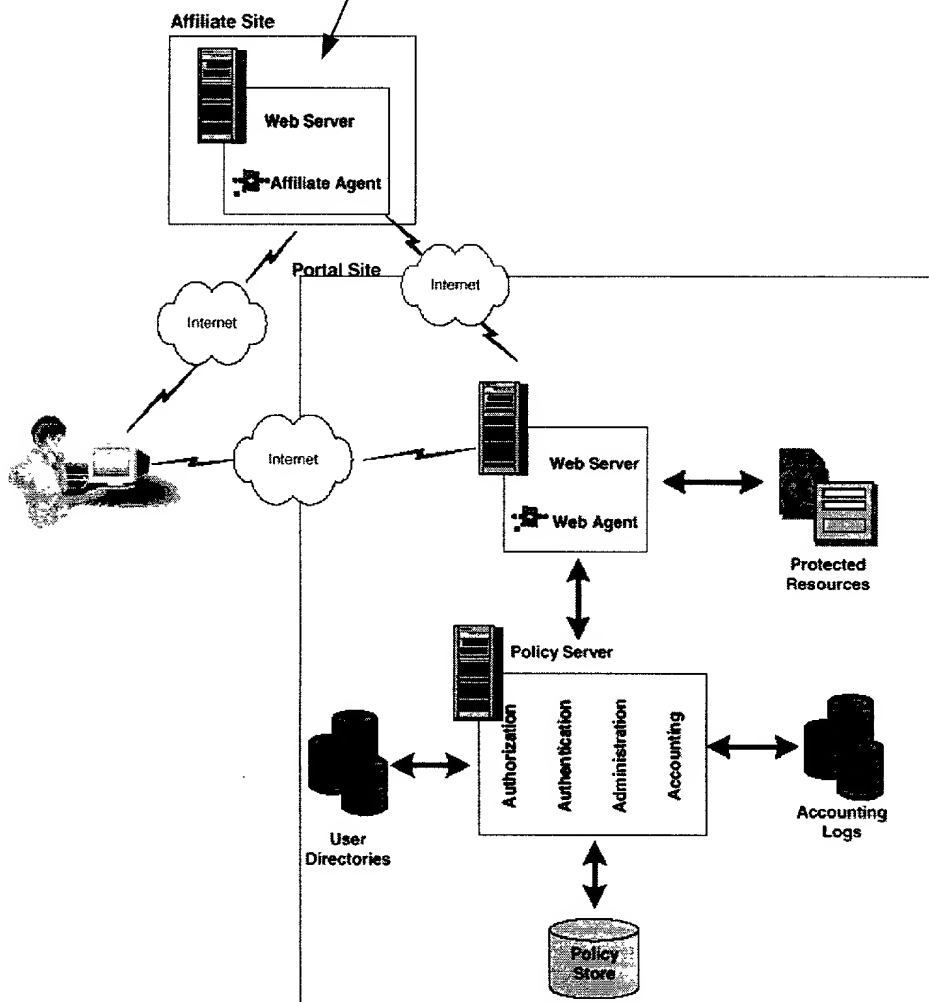 Affiliate Site
Web Server
Affiliate Agent
Portal Site
Internet
Internet
Internet
Web Server
Web Agent
Protected
Resources
Policy Server
Authorization
Authentication
Administration
Accounting
User
Directories
Accounting
Logs
Policy
Store